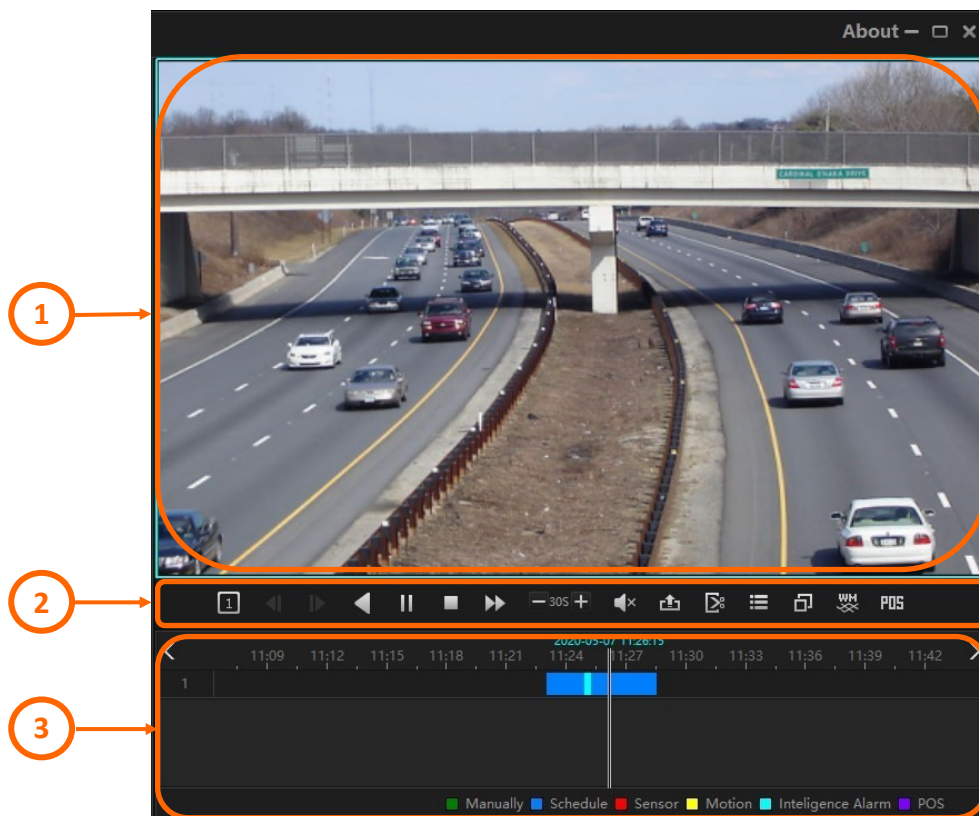 About
CARDINAL O'HARA DRIVE
1
2
1 30S WM POS
2020-05-07 11:26:15
11:09 11:12 11:15 11:18 11:21 11:24 11:27 11:30 11:33 11:36 11:39 11:42
1
3
Manually Schedule Sensor Motion Inteligence Alarm POS